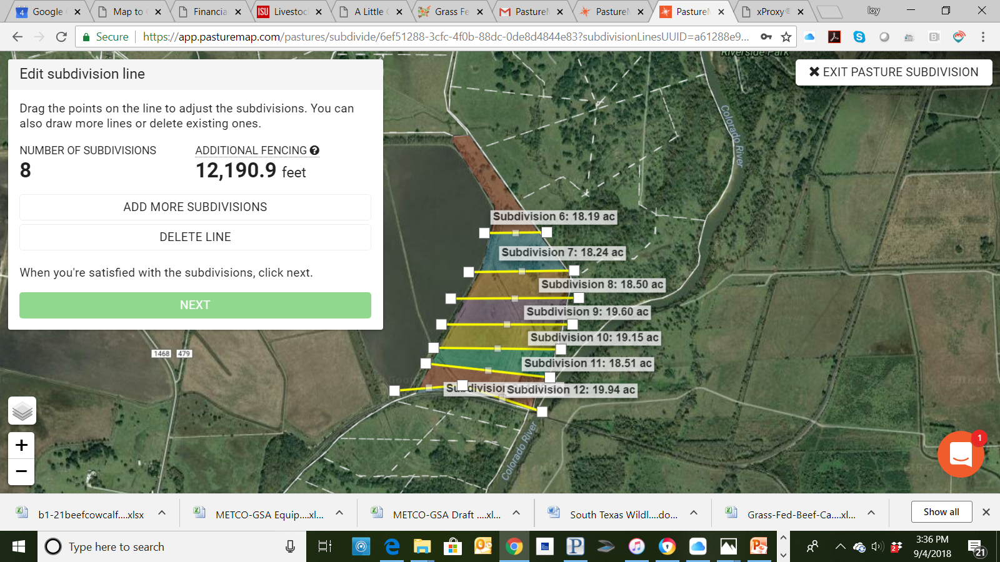 Google
Map to
Financia
ISU
Livestoc
A Little
Grass Fe
PastureM
PastureM
PastureM
xProxy
loy
Secure
https://app.pasturemap.com/pastures/subdivide/6ef51288-3cfc-4f0b-88dc-0de8d4844e83?subdivisionLinesUUID=a61288e9...
Riverside Park
Edit subdivision line
EXIT PASTURE SUBDIVISION
Drag the points on the line to adjust the subdivisions. You can
also draw more lines or delete existing ones.
NUMBER OF SUBDIVISIONS
8
ADDITIONAL FENCING ?
12,190.9 feet
ADD MORE SUBDIVISIONS
DELETE LINE
When you're satisfied with the subdivisions, click next.
NEXT
Colorado River
Subdivision 6: 18.19 ac
Subdivision 7: 18.24 ac
Subdivision 8: 18.50 ac
Subdivision 9: 19.60 ac
Subdivision 10: 19.15 ac
Subdivision 11: 18.51 ac
Subdivision 12: 19.94 ac
1468 479
Colorado River
+
−
1
b1-21beefcowcalf....xlsx
METCO-GSA Equip....xl...
METCO-GSA Draft ....xl...
South Texas Wildl....do...
Grass-Fed-Beef-Ca....xl...
Show all
Type here to search
3:36 PM
9/4/2018
21